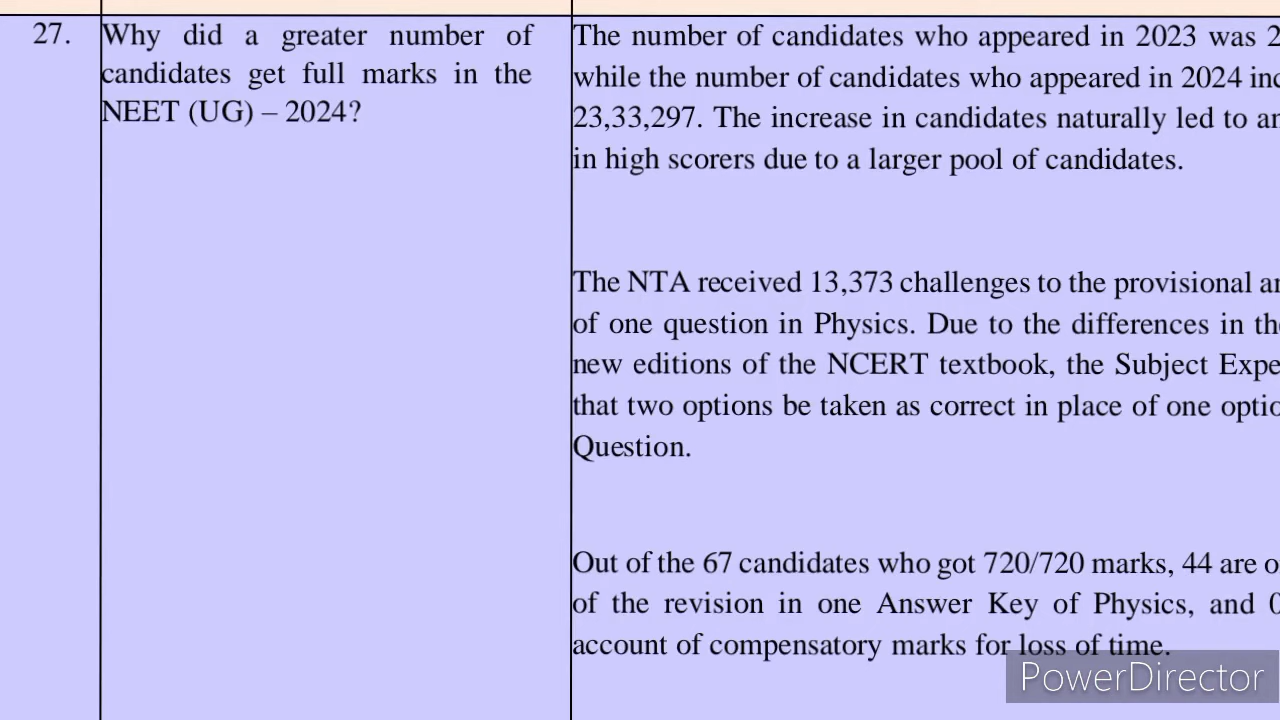 27.
Why did a greater number of
candidates get full marks in the
NEET (UG) – 2024?
The number of candidates who appeared in 2023 was
while the number of candidates who appeared in 2024
23,33,297. The increase in candidates naturally led to
in high scorers due to a larger pool of candidates.
The NTA received 13,373 challenges to the provisional
of one question in Physics. Due to the differences in
new editions of the NCERT textbook, the Subject
that two options be taken as correct in place of one
Question.
Out of the 67 candidates who got 720/720 marks, 44 are
of the revision in one Answer Key of Physics, and
account of compensatory marks for loss of time.
PowerDirector